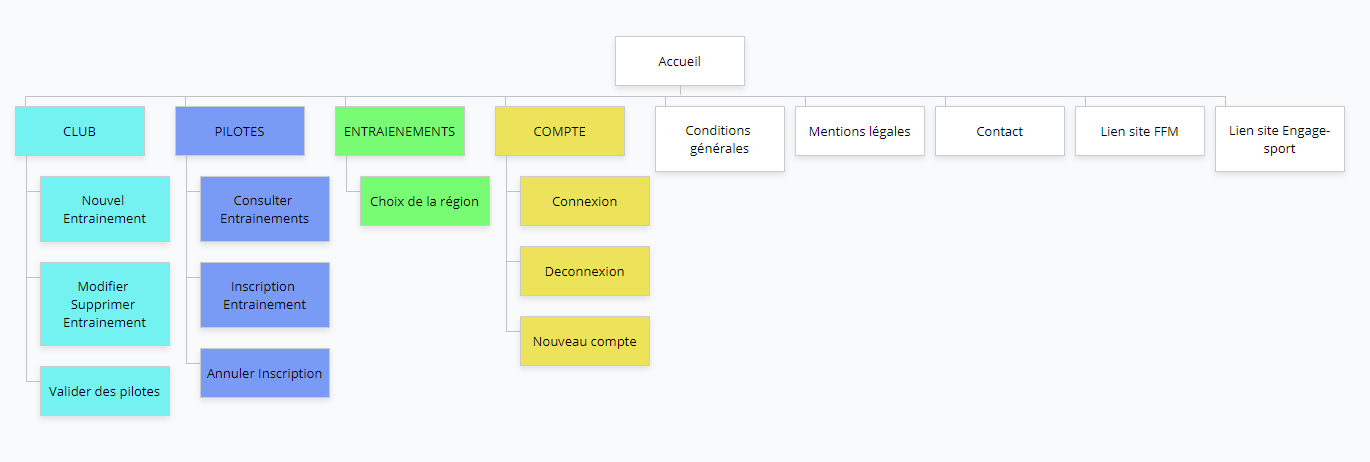 Accueil
CLUB
PILOTES
ENTRAIENEMENTS
COMPTE
Conditions
générales
Mentions légales
Contact
Lien site FFM
Lien site Engage-
sport
Nouvel
Entrainement
Modifier
Supprimer
Entrainement
Valider des pilotes
Consulter
Entrainements
Inscription
Entrainement
Annuler Inscription
Choix de la région
Connexion
Deconnexion
Nouveau compte